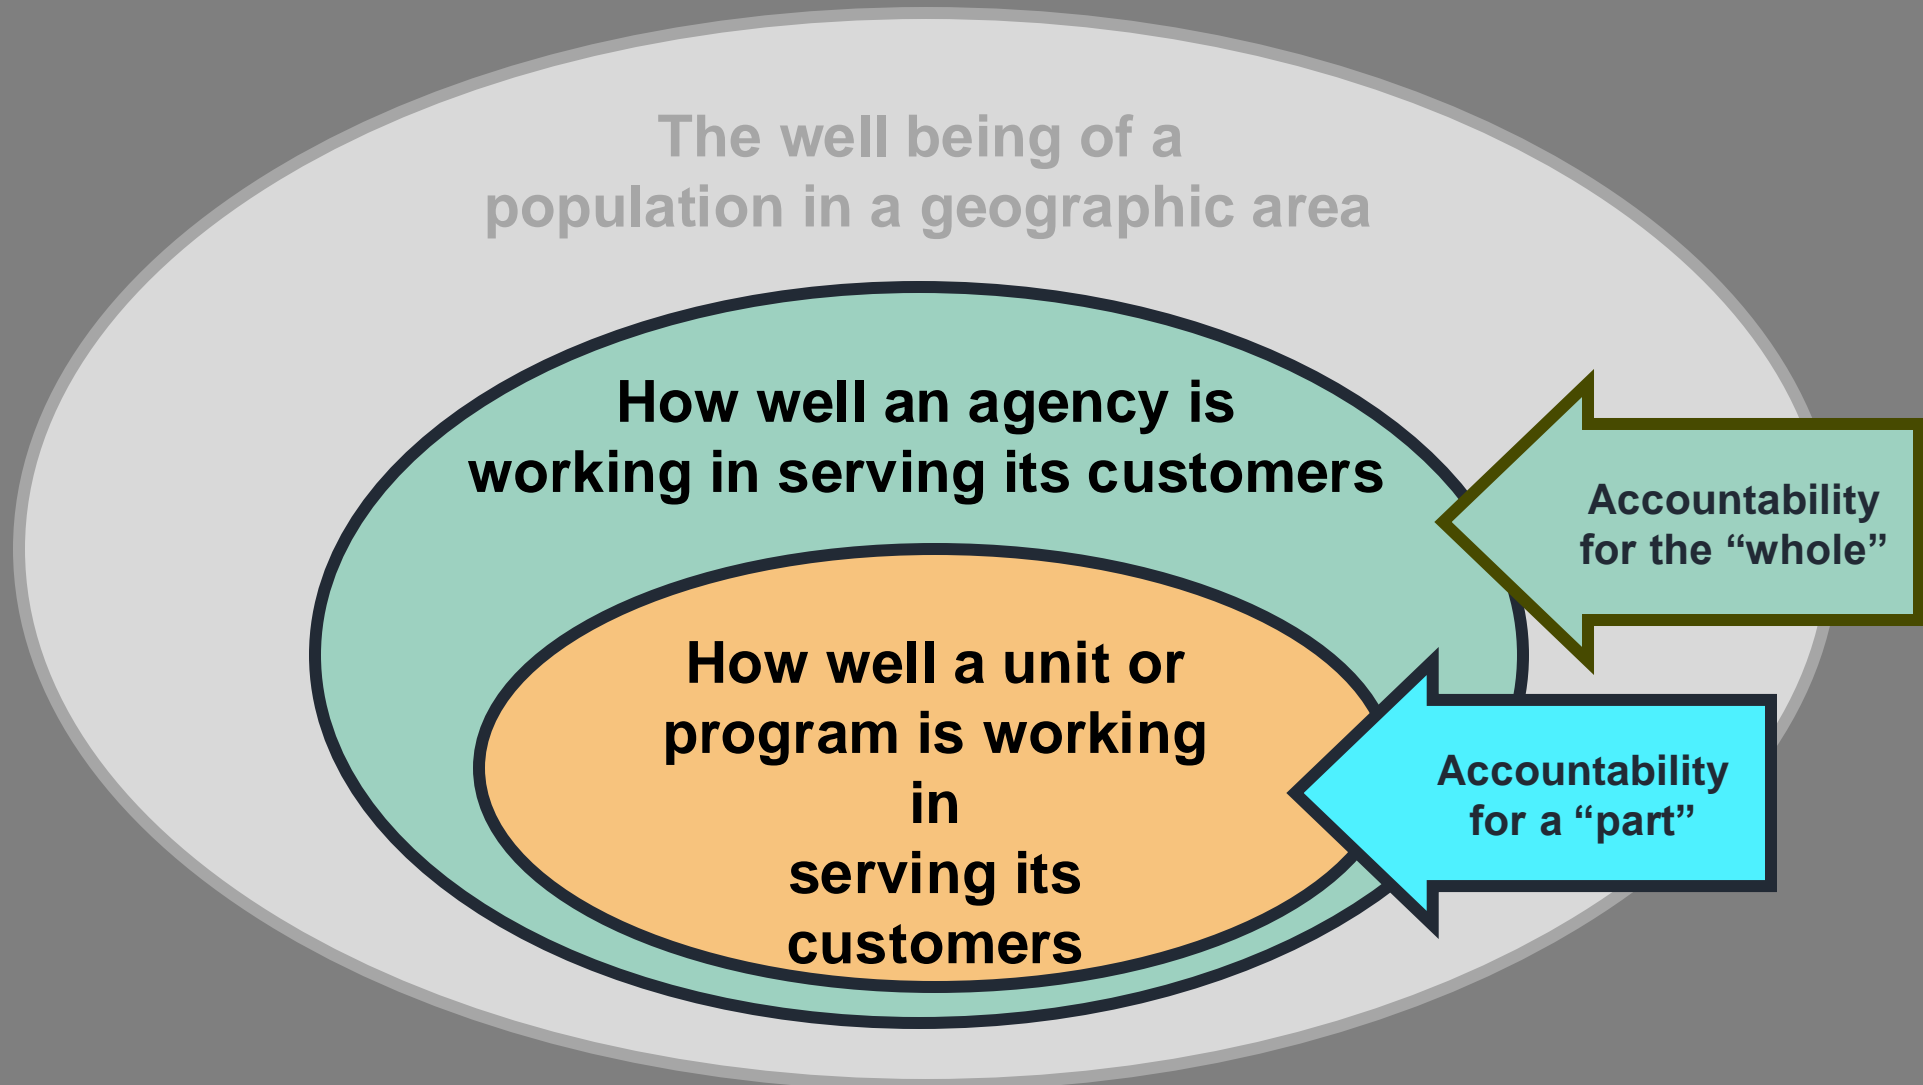 The well being of a
population in a geographic area
How well an agency is
working in serving its customers
Accountability
for the “whole”
How well a unit or
program is working
in
serving its
customers
Accountability
for a “part”